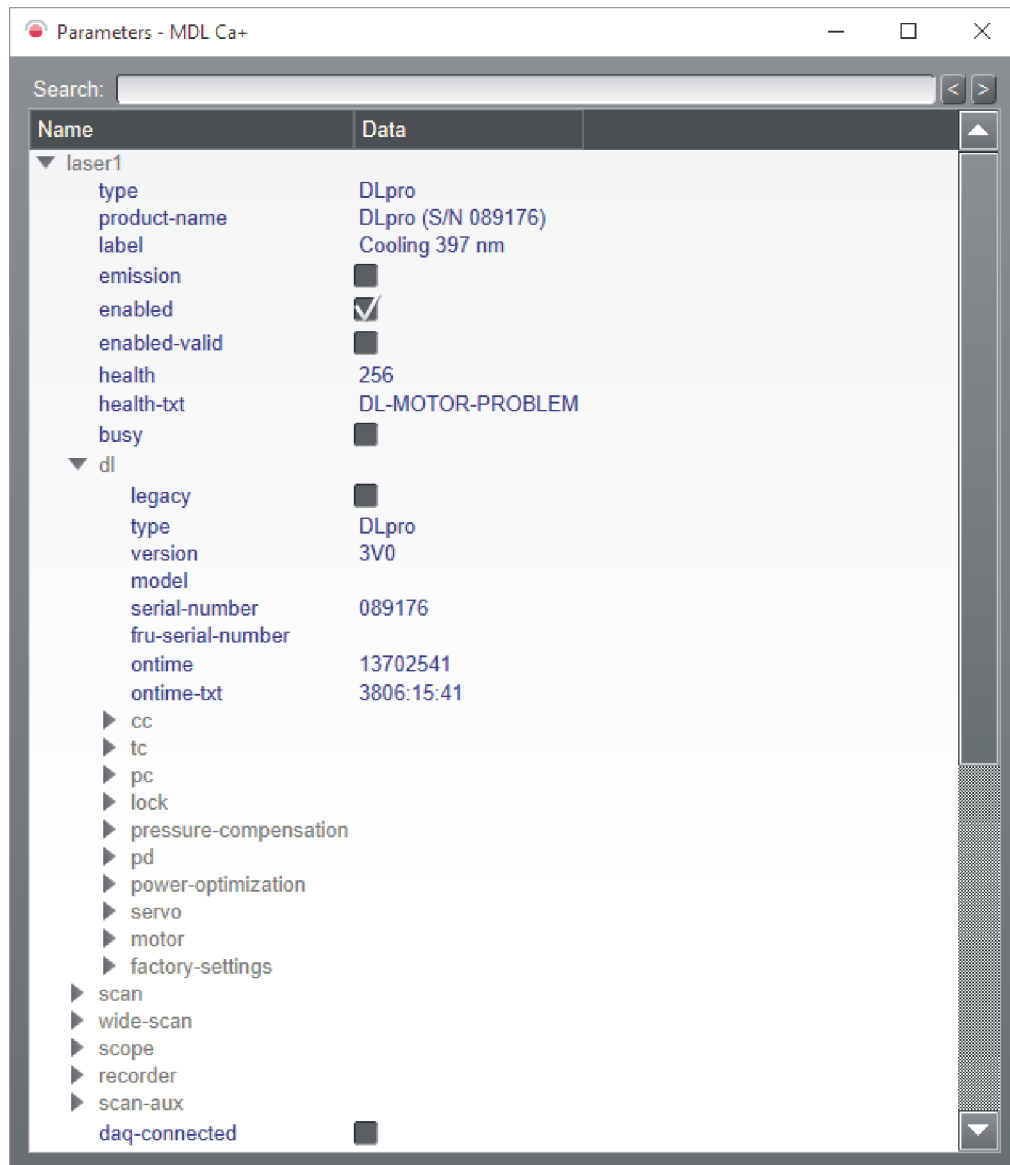 Parameters - MDL Ca+
Search:
< >
Name Data
laser1
type DLpro
product-name DLpro (S/N 089176)
label Cooling 397 nm
emission
enabled
enabled-valid
health 256
health-txt DL-MOTOR-PROBLEM
busy
dl
legacy
type DLpro
version 3V0
model
serial-number 089176
fru-serial-number
ontime 13702541
ontime-txt 3806:15:41
cc
tc
pc
lock
pressure-compensation
pd
power-optimization
servo
motor
factory-settings
scan
wide-scan
scope
recorder
scan-aux
daq-connected